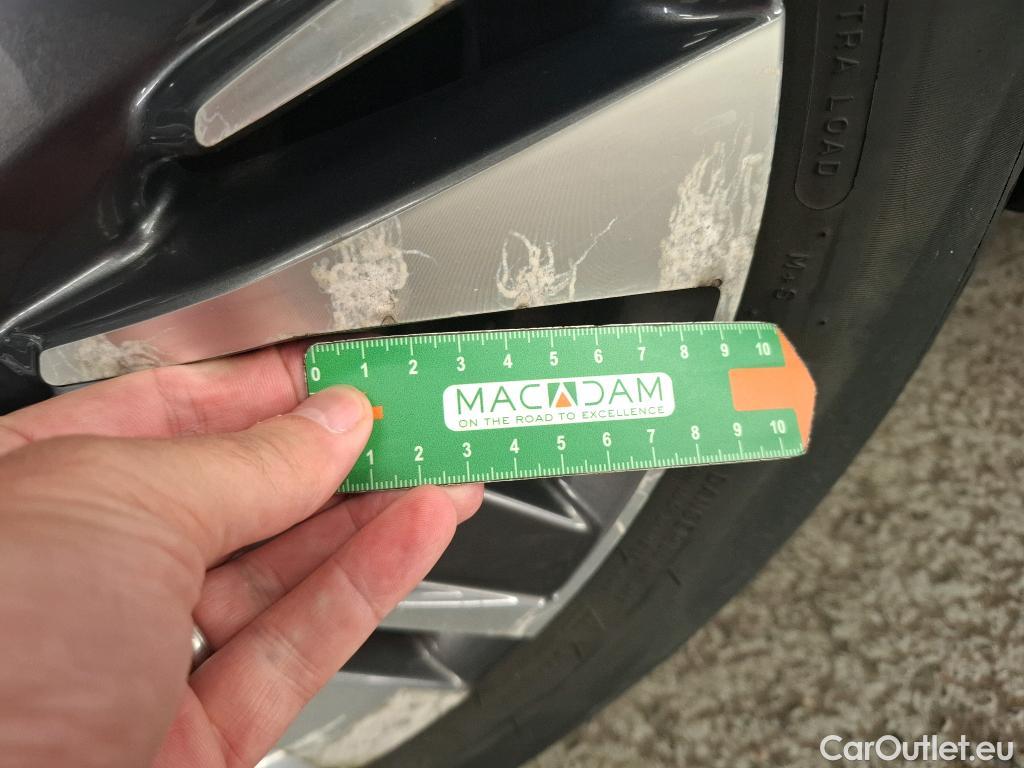 TRA LOAD
M+S
0 1 2 3 4 5 6 7 8 9 10
MACADAM
ON THE ROAD TO EXCELLENCE
1 2 3 4 5 6 7 8 9 10
CarOutlet.eu